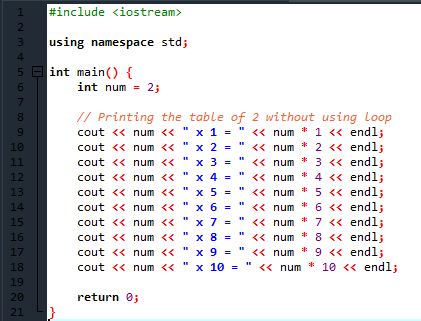 1 #include <iostream>
2
3 using namespace std;
4
5 int main() {
6     int num = 2;
7
8     // Printing the table of 2 without using loop
9     cout << num << " x 1 = " << num * 1 << endl;
10     cout << num << " x 2 = " << num * 2 << endl;
11     cout << num << " x 3 = " << num * 3 << endl;
12     cout << num << " x 4 = " << num * 4 << endl;
13     cout << num << " x 5 = " << num * 5 << endl;
14     cout << num << " x 6 = " << num * 6 << endl;
15     cout << num << " x 7 = " << num * 7 << endl;
16     cout << num << " x 8 = " << num * 8 << endl;
17     cout << num << " x 9 = " << num * 9 << endl;
18     cout << num << " x 10 = " << num * 10 << endl;
19
20     return 0;
21 }